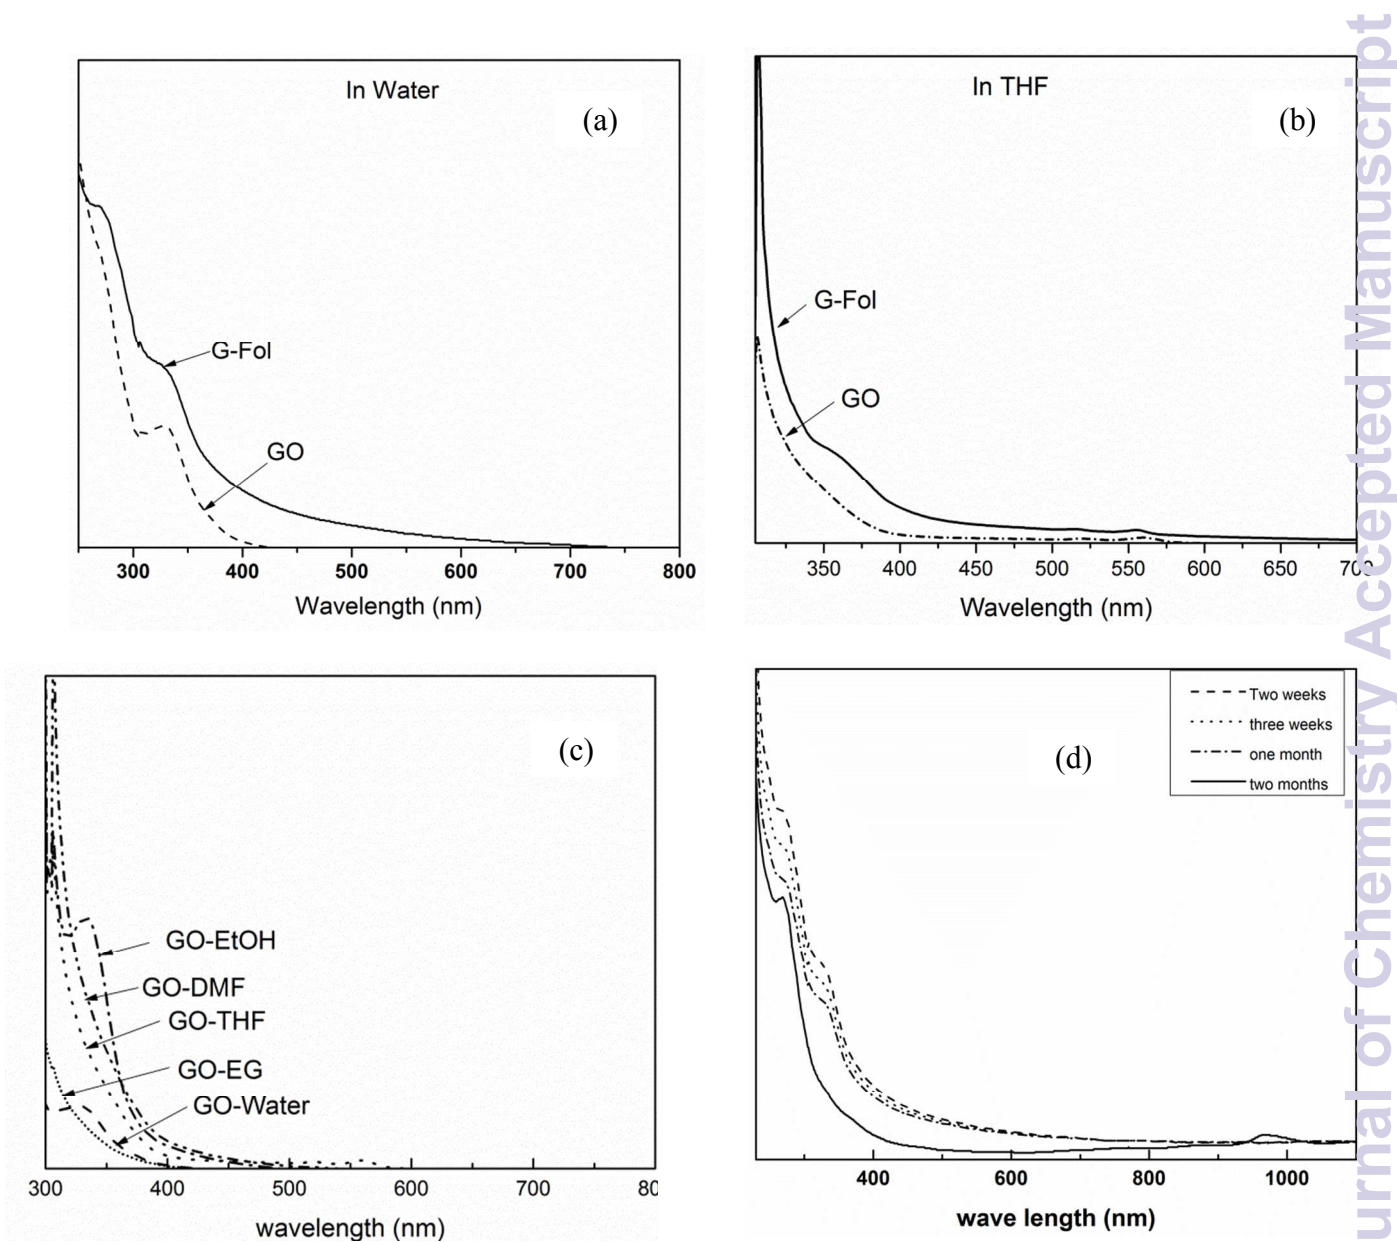 In Water
(a)
G-Fol
GO
300 400 500 600 700 800
Wavelength (nm)
In THF
(b)
G-Fol
GO
350 400 450 500 550 600 650 700
Wavelength (nm)
(c)
GO-EtOH
GO-DMF
GO-THF
GO-EG
GO-Water
300 400 500 600 700 80
wavelength (nm)
Two weeks
three weeks
one month
two months
(d)
400 600 800 1000
wave length (nm)
urnal of Chemistry Accepted Manuscript